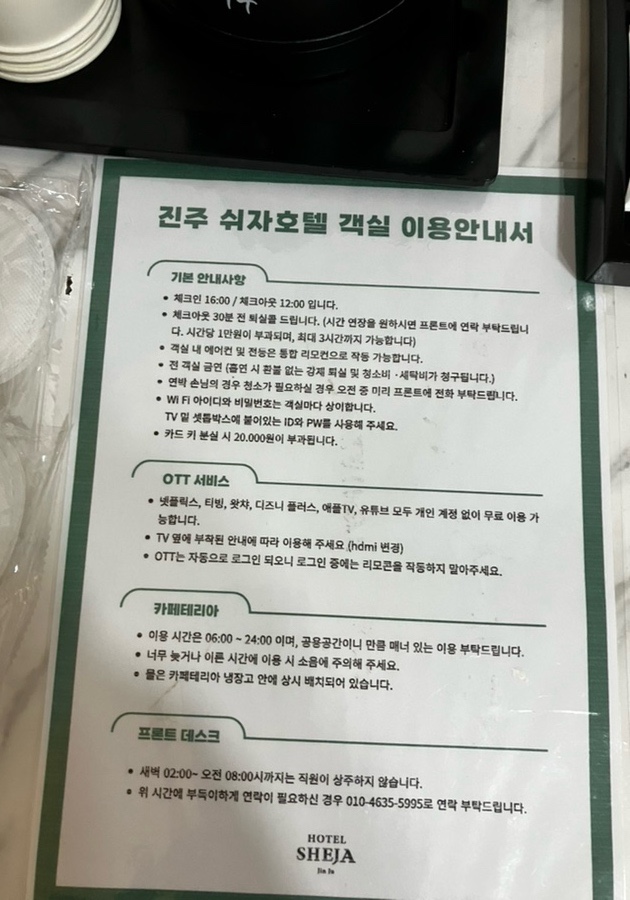 진주 쉬자호텔 객실 이용안내서
기본 안내사항
• 체크인 16:00 / 체크아웃 12:00 입니다.
• 체크아웃 30분 전 퇴실콜 드립니다. (시간 연장을 원하시면 프론트에 연락 부탁드립니
다. 시간당 1만원이 부과되며, 최대 3시간까지 가능합니다)
• 객실 내 에어컨 및 전등은 통합 리모컨으로 작동 가능합니다.
• 전 객실 금연 (흡연 시 환불 없는 강제 퇴실 및 청소비 ·세탁비가 청구됩니다.)
• 연박 손님의 경우 청소가 필요하실 경우 오전 중 미리 프론트에 전화 부탁드립니다.
• Wi Fi 아이디와 비밀번호는 객실마다 상이합니다.
TV 밑 셋톱박스에 붙어있는 ID와 PW를 사용해 주세요.
• 카드 키 분실 시 20.000원이 부과됩니다.
OTT 서비스
• 넷플릭스, 티빙, 왓챠, 디즈니 플러스, 애플TV, 유튜브 모두 개인 계정 없이 무료 이용 가
능합니다.
• TV 옆에 부착된 안내에 따라 이용해 주세요 (hdmi 변경)
• OTT는 자동으로 로그인 되오니 로그인 중에는 리모콘을 작동하지 말아주세요.
카페테리아
• 이용 시간은 06:00 ~ 24:00 이며, 공용공간이니 만큼 매너 있는 이용 부탁드립니다.
• 너무 늦거나 이른 시간에 이용 시 소음에 주의해 주세요.
• 물은 카페테리아 냉장고 안에 상시 배치되어 있습니다.
프론트 데스크
• 새벽 02:00~ 오전 08:00시까지는 직원이 상주하지 않습니다.
• 위 시간에 부득이하게 연락이 필요하신 경우 010-4635-5995로 연락 부탁드립니다.
HOTEL
SHEJA
Jin Ju